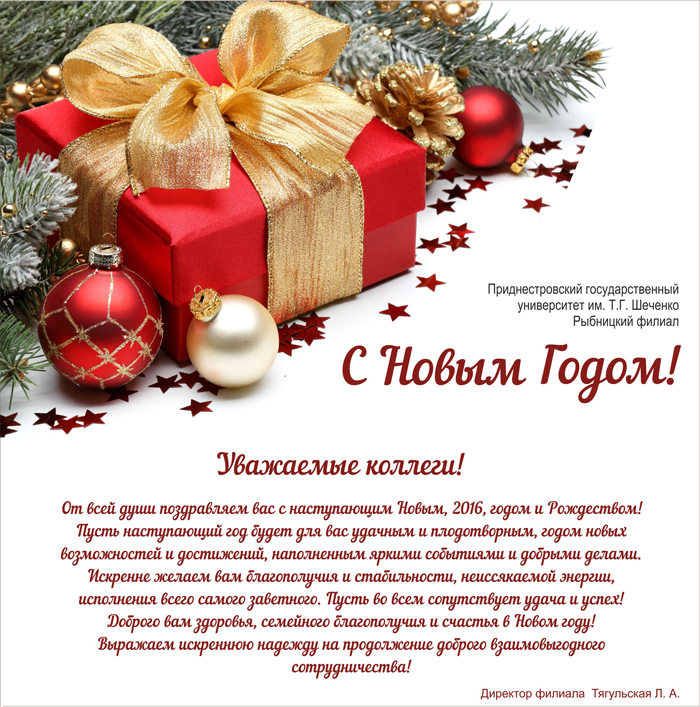 Приднестровский государственный
университет им. Т.Г. Шеченко
Рыбницкий филиал
С Новым Годом!
Уважаемые коллеги!
От всей души поздравляем вас с наступающим Новым, 2016, годом и Рождеством!
Пусть наступающий год будет для вас удачным и плодотворным, годом новых
возможностей и достижений, наполненным яркими событиями и добрыми делами.
Искренне желаем вам благополучия и стабильности, неиссякаемой энергии,
исполнения всего самого заветного. Пусть во всем сопутствует удача и успех!
Доброго вам здоровья, семейного благополучия и счастья в Новом году!
Выражаем искреннюю надежду на продолжение доброго взаимовыгодного
сотрудничества!
Директор филиала Тягульская Л. А.